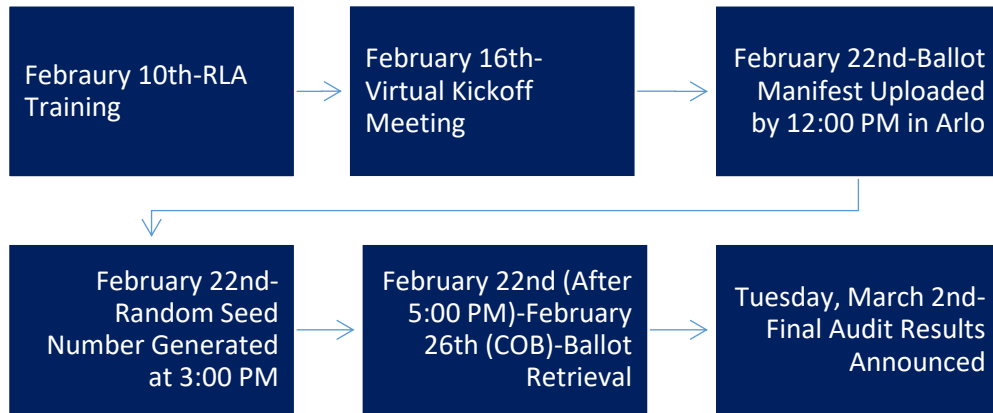 Febraury 10th-RLA
Training
February 16th-
Virtual Kickoff
Meeting
February 22nd-Ballot
Manifest Uploaded
by 12:00 PM in Arlo
February 22nd-
Random Seed
Number Generated
at 3:00 PM
February 22nd (After
5:00 PM)-February
26th (COB)-Ballot
Retrieval
Tuesday, March 2nd-
Final Audit Results
Announced